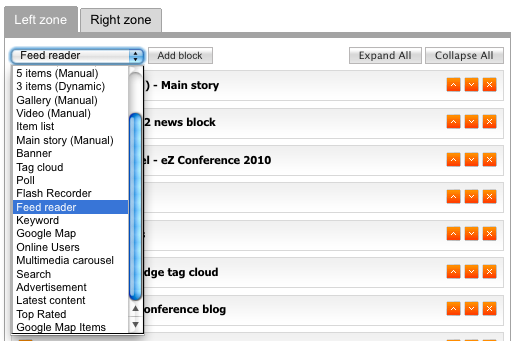 Left zone
Right zone
Feed reader
Add block
Expand All
Collapse All
5 items (Manual)
3 items (Dynamic)
Gallery (Manual)
Video (Manual)
Item list
Main story (Manual)
Banner
Tag cloud
Poll
Flash Recorder
Feed reader
Keyword
Google Map
Online Users
Multimedia carousel
Search
Advertisement
Latest content
Top Rated
Google Map Items
) - Main story
2 news block
el - eZ Conference 2010
s
dge tag cloud
onference blog